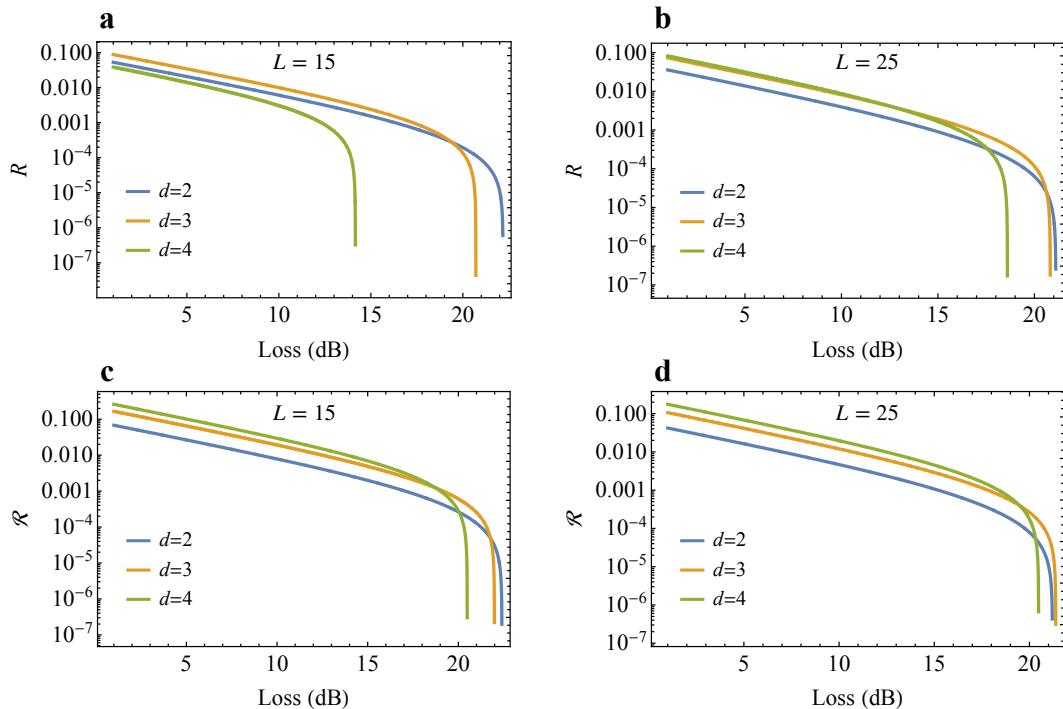 a
L = 15
0.100
0.010
0.001
10⁻⁴
10⁻⁵
10⁻⁶
10⁻⁷
R
d=2
d=3
d=4
5 10 15 20
Loss (dB)
b
L = 25
0.100
0.010
0.001
10⁻⁴
10⁻⁵
10⁻⁶
10⁻⁷
R
d=2
d=3
d=4
5 10 15 20
Loss (dB)
c
L = 15
0.100
0.010
0.001
10⁻⁴
10⁻⁵
10⁻⁶
10⁻⁷
ℛ
d=2
d=3
d=4
5 10 15 20
Loss (dB)
d
L = 25
0.100
0.010
0.001
10⁻⁴
10⁻⁵
10⁻⁶
10⁻⁷
ℛ
d=2
d=3
d=4
5 10 15 20
Loss (dB)